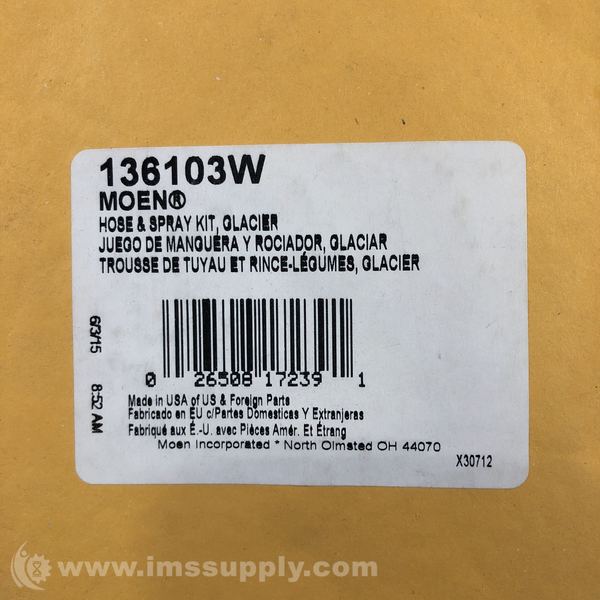 136103W
MOEN®
HOSE & SPRAY KIT, GLACIER
JUEGO DE MANGUERA Y ROCIADOR, GLACIAR
TROUSSE DE TUYAU ET RINCE-LÉGUMES, GLACIER
6/3/15 8:52 AM
0 26508 17239 1
Made in USA of US & Foreign Parts
Fabricado en EU c/Partes Domesticas Y Extranjeras
Fabriqué aux É.-U. avec Pièces Amér. Et Étrang
Moen Incorporated * North Olmsted OH 44070
X30712
www.imssupply.com